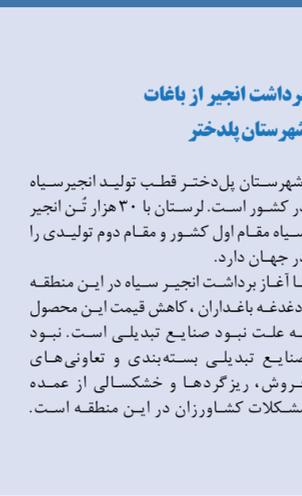 برداشت انجیر از باغات
شهرستان پلدختر
شهرستان پل‌دختر قطب تولید انجیرسیاه
در کشور است. لرستان با ۳۰ هزار تُن انجیر
سیاه مقام اول کشور و مقام دوم تولیدی را
در جهان دارد.
با آغاز برداشت انجیر سیاه در این منطقه
دغدغه باغداران ، کاهش قیمت این محصول
به علت نبود صنایع تبدیلی است. نبود
صنایع تبدیلی بسته‌بندی و تعاونی‌های
فروش، ریزگردها و خشکسالی از عمده
مشکلات کشاورزان در این منطقه است.